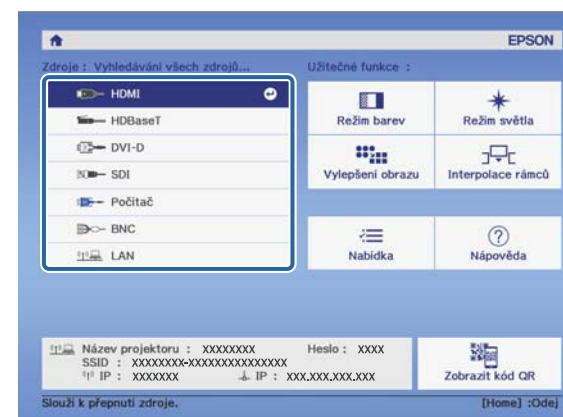 EPSON
Zdroje : Vyhledávání všech zdrojů...
Užitečné funkce :
HDMI
HDBaseT
DVI-D
SDI
Počítač
BNC
LAN
Režim barev
Režim světla
Vylepšení obrazu
Interpolace rámců
Nabídka
Nápověda
Název projektoru : XXXXXXXX
Heslo : XXXX
SSID : XXXXXXXX-XXXXXXXXXXXXXXX
IP : XXXXXXX
IP : XXX.XXX.XXX.XXX
Zobrazit kód QR
Slouží k přepnutí zdroje.
[Home] :Odej